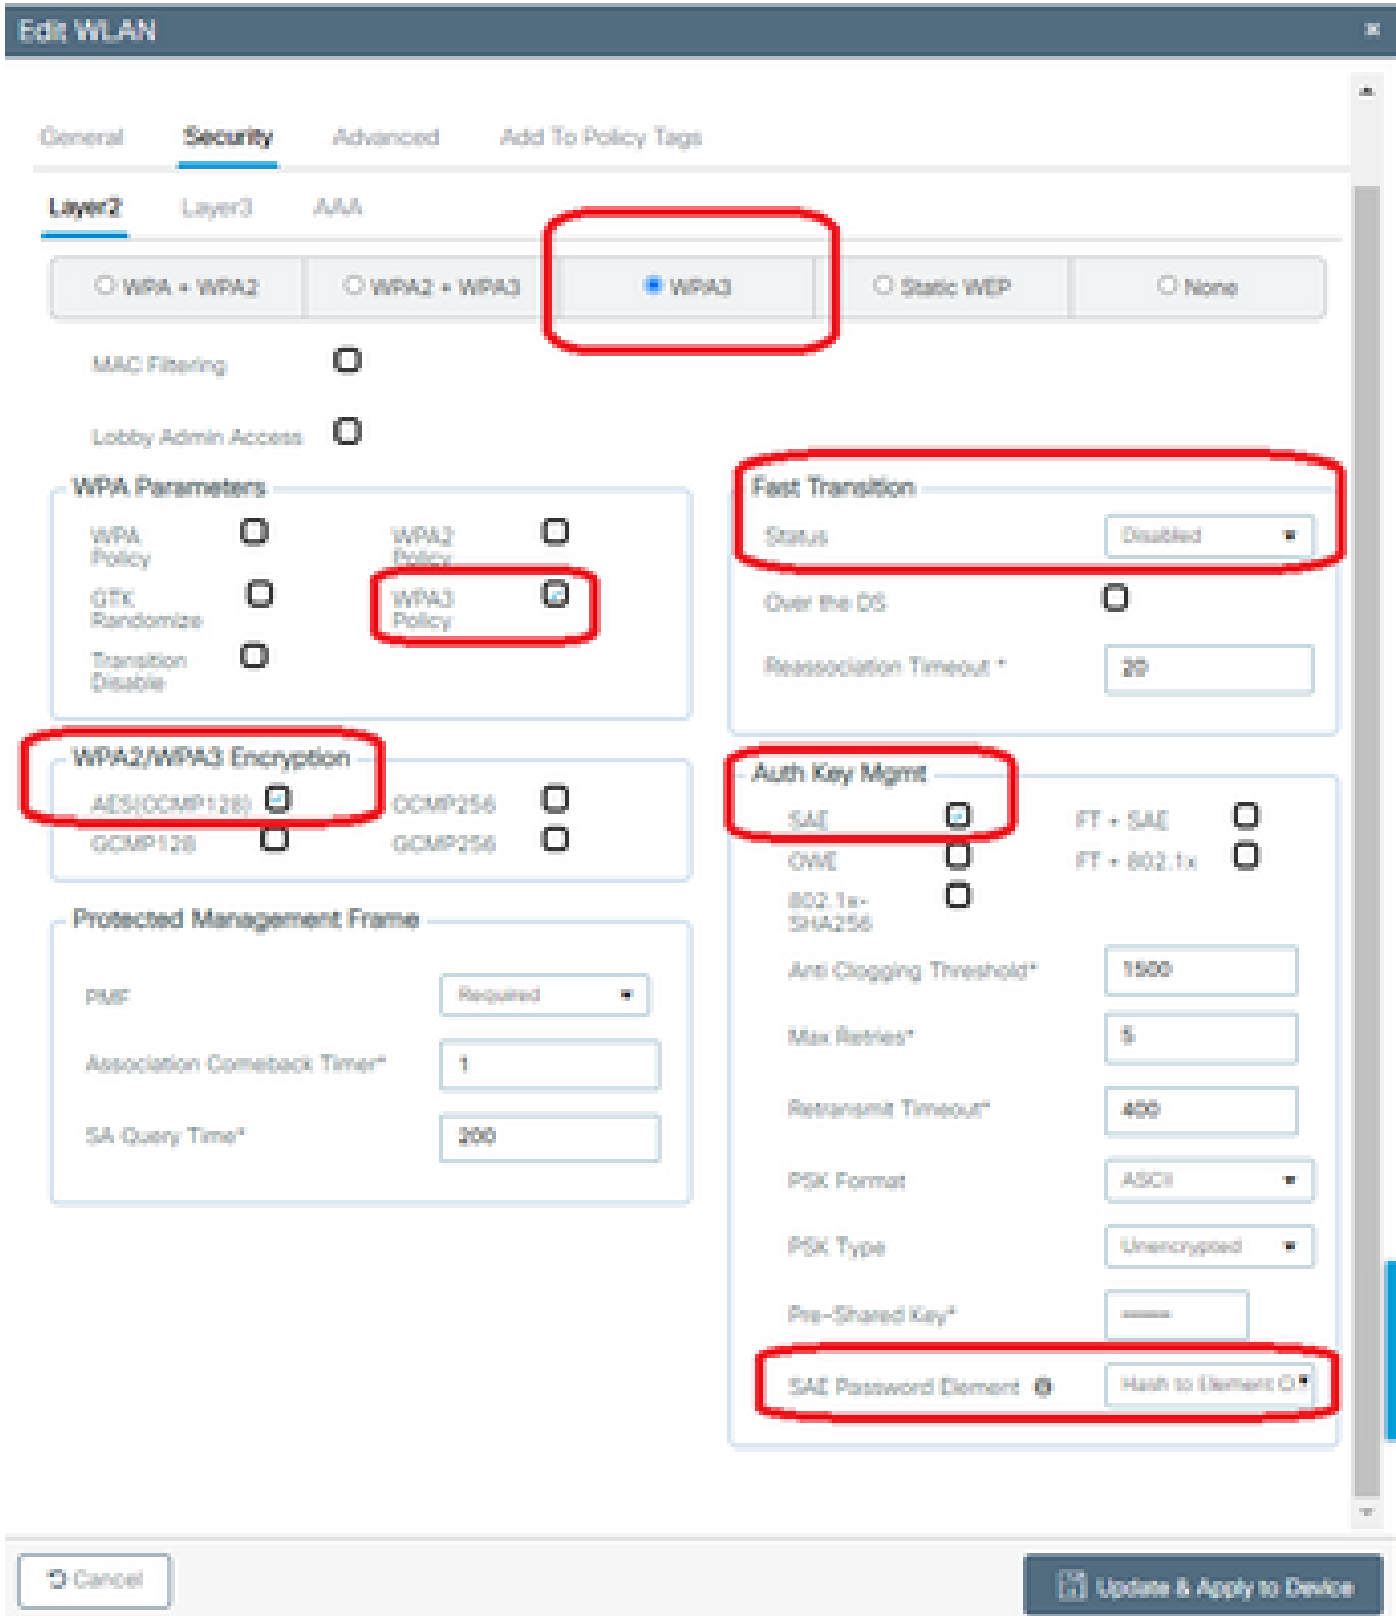 Edit WLAN
General Security Advanced Add To Policy Tags
Layer2 Layer3 AAA
WPA + WPA2 WPA2 + WPA3 WPA3 Static WEP None
MAC Filtering
Lobby Admin Access
WPA Parameters
WPA Policy
WPA2 Policy
GTK Randomize
WPA3 Policy
Transition Disable
Fast Transition
Status Disabled
Over the DS
Reassociation Timeout * 20
WPA2/WPA3 Encryption
AES(CCMP128) CCMP256
GCMP128 GCMP256
Protected Management Frame
PMF Required
Association Comeback Timer* 1
SA Query Time* 200
Auth Key Mgmt
SAE FT + SAE
OWE FT + 802.1x
802.1x-SHA256
Anti Clogging Threshold* 1500
Max Retries* 5
Retransmit Timeout* 400
PSK Format ASCII
PSK Type Unencrypted
Pre-Shared Key*
SAE Password Element Hash to Element O
Cancel
Update & Apply to Device